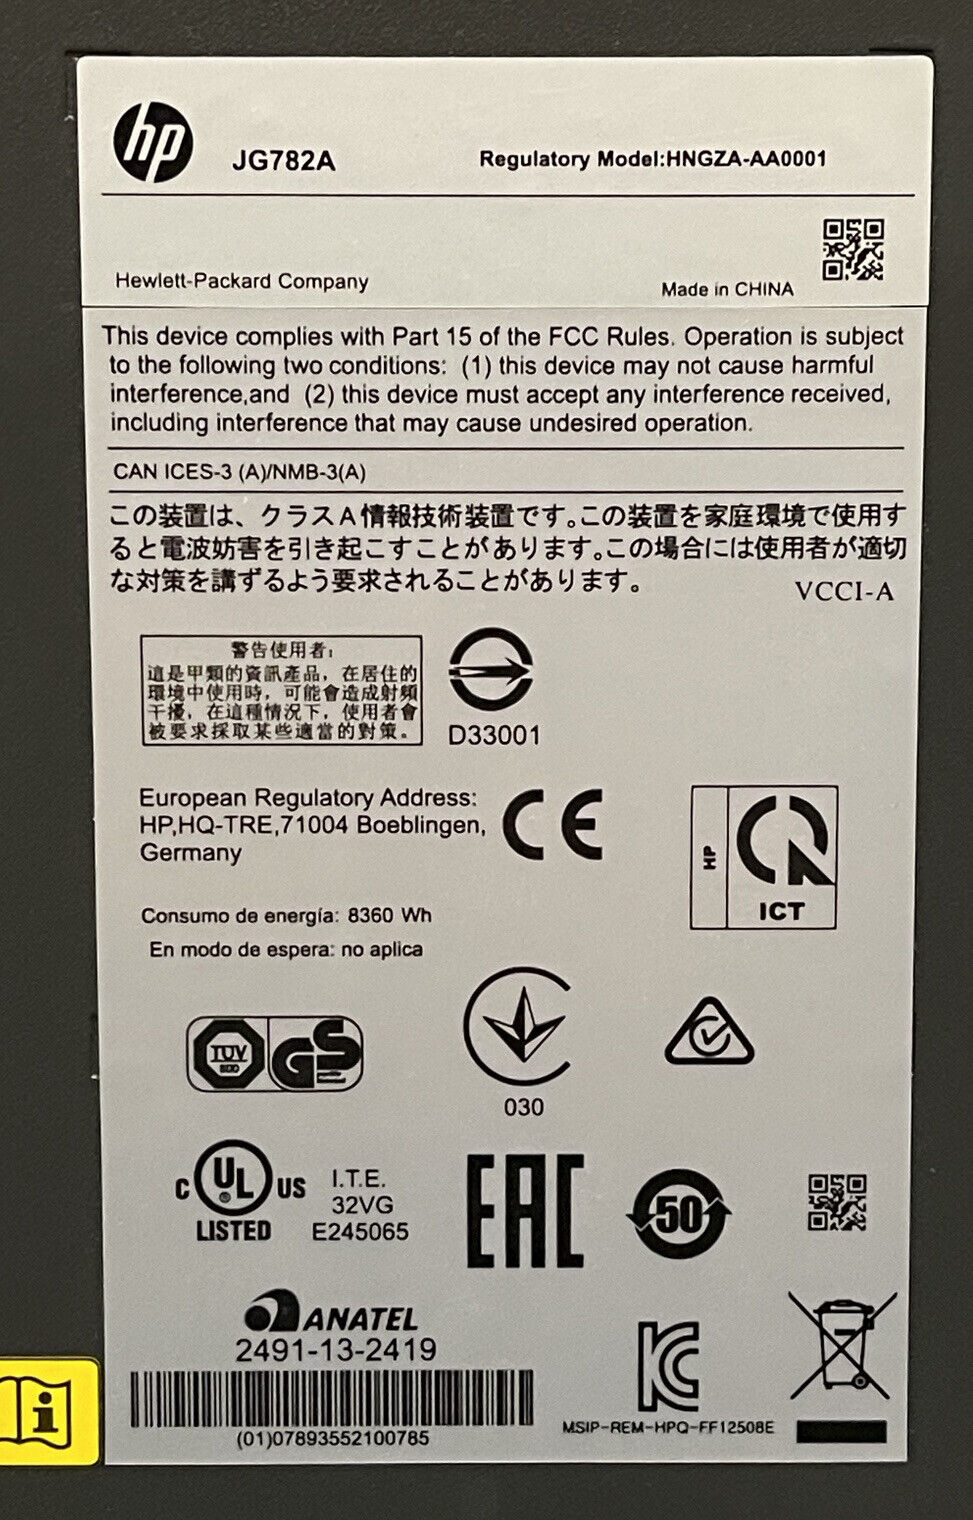 hp
JG782A
Regulatory Model:HNGZA-AA0001
Hewlett-Packard Company
Made in CHINA
This device complies with Part 15 of the FCC Rules. Operation is subject
to the following two conditions: (1) this device may not cause harmful
interference,and (2) this device must accept any interference received,
including interference that may cause undesired operation.
CAN ICES-3 (A)/NMB-3(A)
この装置は、クラスA情報技術装置です。この装置を家庭環境で使用す
ると電波妨害を引き起こすことがあります。この場合には使用者が適切
な対策を講ずるよう要求されることがあります。
VCCI-A
警告使用者:
這是甲類的資訊產品，在居住的
環境中使用時，可能會造成射頻
干擾，在這種情況下，使用者會
被要求採取某些適當的對策。
D33001
European Regulatory Address:
HP,HQ-TRE,71004 Boeblingen,
Germany
CE
HP
ICT
Consumo de energía: 8360 Wh
En modo de espera: no aplica
TUV
GS
030
C UL US
LISTED
I.T.E.
32VG
E245065
EAC
50
ANATEL
2491-13-2419
(01)07893552100785
KC
MSIP-REM-HPQ-FF12508E
i